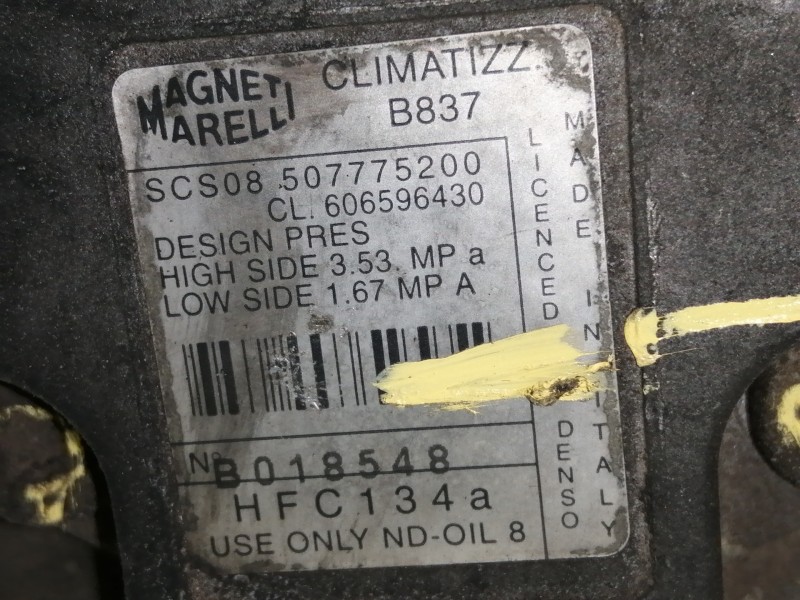 MAGNETI
MARELLI
CLIMATIZZ.
B837
SCS08 507775200
CL. 606596430
DESIGN PRES
HIGH SIDE 3.53 MP a
LOW SIDE 1.67 MP A
N° B018548
HFC134a
USE ONLY ND-OIL 8
LICENCED DENSO
MADE IN ITALY